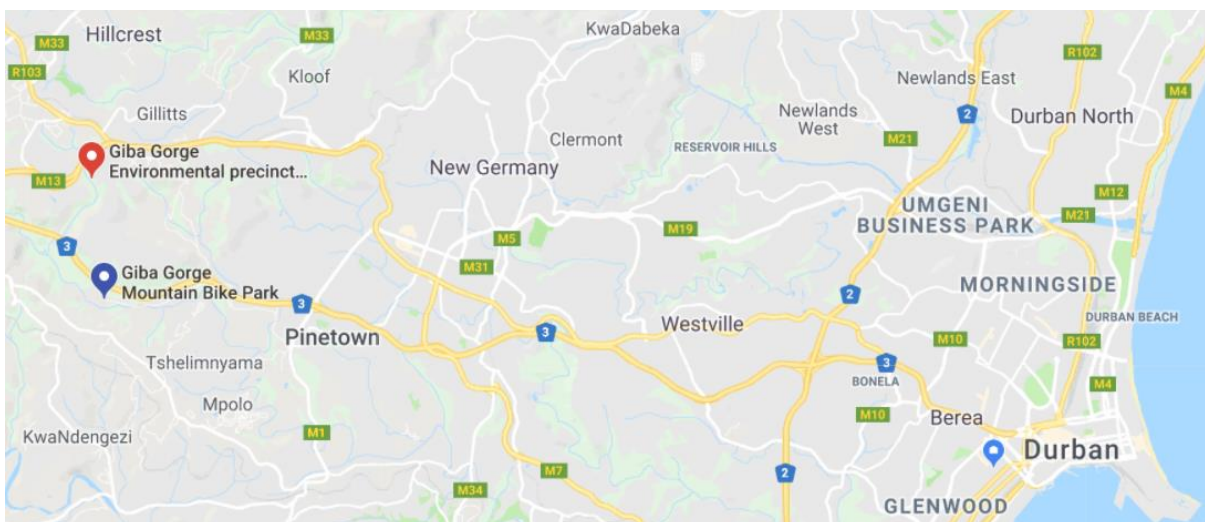 M33
Hillcrest
M33
KwaDabeka
R102
R103
Kloof
Newlands East
M4
Gillitts
2
Newlands
West
Durban North
Clermont
M21
Giba Gorge
Environmental precinct...
New Germany
RESERVOIR HILLS
M13
M12
UMGENI
BUSINESS PARK
M21
M19
M5
3
M31
Giba Gorge
Mountain Bike Park
MORNINGSIDE
2
3
DURBAN BEACH
Westville
Pinetown
3
M10
R102
Tshelimnyama
3
BONELA
M4
Mpolo
M10
Berea
KwaNdengezi
M1
Durban
M7
2
M34
GLENWOOD